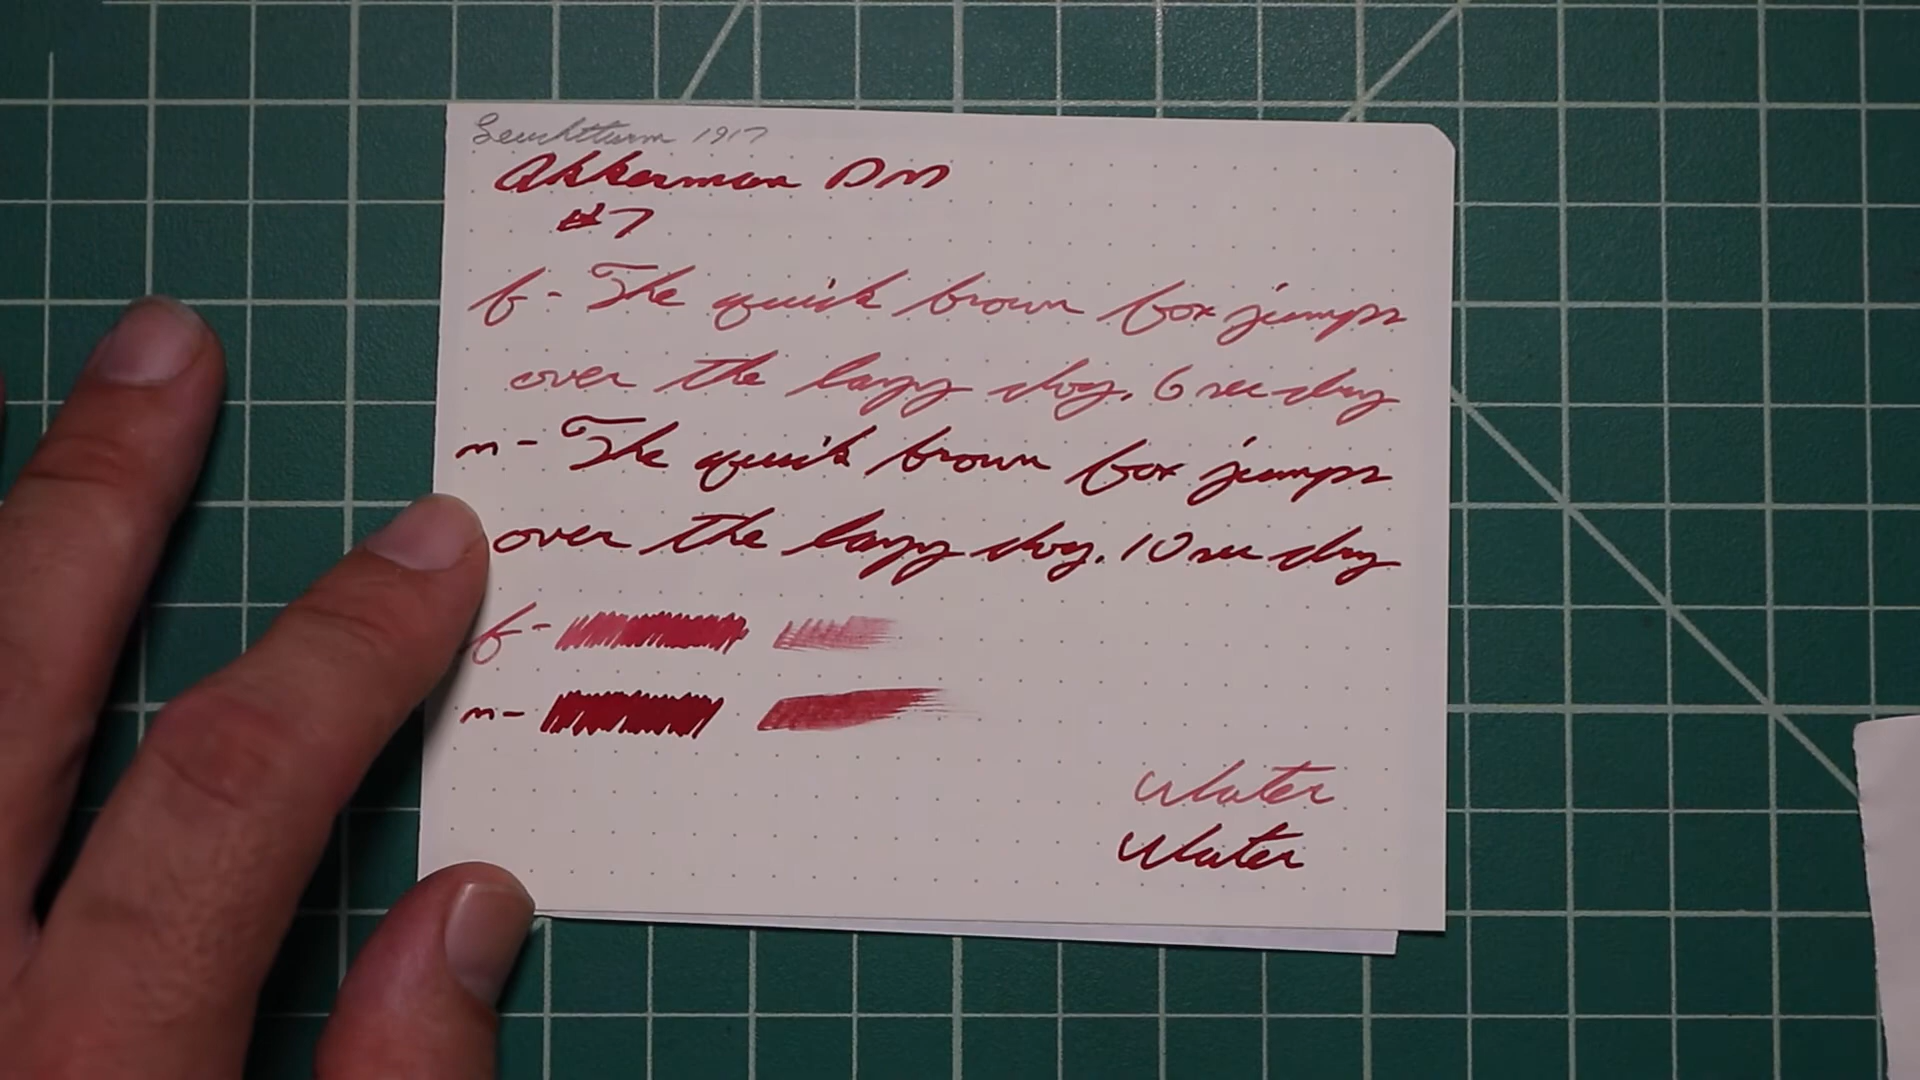 Leuchtturm 1917
Akkerman DM
#7
f - The quick brown fox jumps
over the lazy dog. 6 sec dry
m - The quick brown fox jumps
over the lazy dog. 10 sec dry
f -
m -
Water
Water